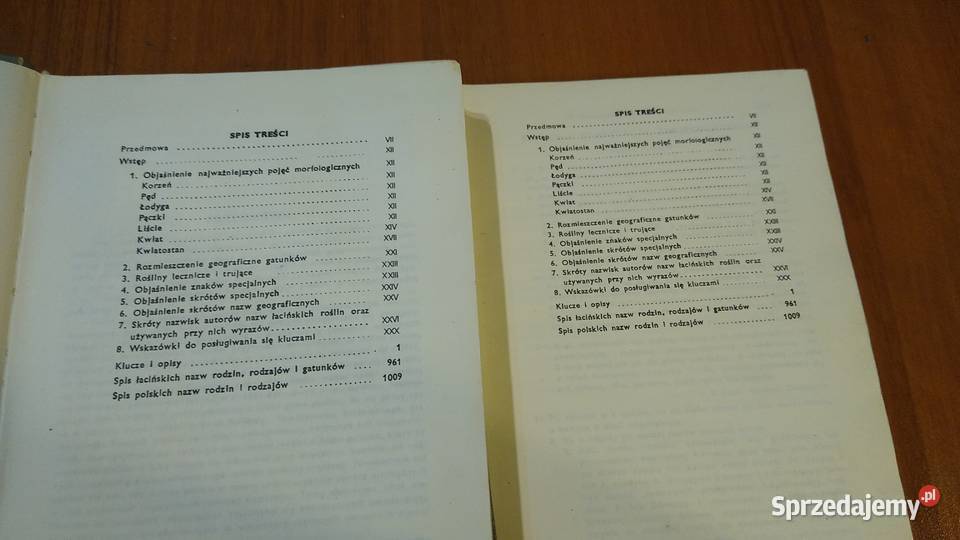 SPIS TREŚCI
Przedmowa ........ VII
Wstęp ........ XII
1. Objaśnienie najważniejszych pojęć morfologicznych XII
Korzeń ........ XII
Pęd ........ XII
Łodyga ........ XII
Pączki ........ XII
Liście ........ XIV
Kwiat ........ XVII
Kwiatostan ........
2. Rozmieszczenie geograficzne gatunków ........ XXI
3. Rośliny lecznicze i trujące ........ XXIII
4. Objaśnienie znaków specjalnych ........ XXIII
5. Objaśnienie skrótów specjalnych ........ XXIV
6. Objaśnienie skrótów nazw geograficznych ........ XXV
7. Skróty nazwisk autorów nazw łacińskich roślin oraz
używanych przy nich wyrazów ........ XXVI
8. Wskazówki do posługiwania się kluczami ........ XXX
Klucze i opisy ........ 1
Spis łacińskich nazw rodzin, rodzajów i gatunków .... 961
Spis polskich nazw rodzin i rodzajów ........ 1009
SPIS TREŚCI
Przedmowa ........ VII
Wstęp ........ XII
1. Objaśnienie najważniejszych pojęć morfologicznych XII
Korzeń ........ XII
Pęd ........ XII
Łodyga ........ XII
Pączki ........ XII
Liście ........ XIV
Kwiat ........ XVII
Kwiatostan ........
2. Rozmieszczenie geograficzne gatunków ........ XXI
3. Rośliny lecznicze i trujące ........ XXIII
4. Objaśnienie znaków specjalnych ........ XXIII
5. Objaśnienie skrótów specjalnych ........ XXIV
6. Objaśnienie skrótów nazw geograficznych ........ XXV
7. Skróty nazwisk autorów nazw łacińskich roślin oraz
używanych przy nich wyrazów ........ XXVI
8. Wskazówki do posługiwania się kluczami ........ XXX
Klucze i opisy ........ 1
Spis łacińskich nazw rodzin, rodzajów i gatunków .... 961
Spis polskich nazw rodzin i rodzajów ........ 1009
Sprzedajemy.pl